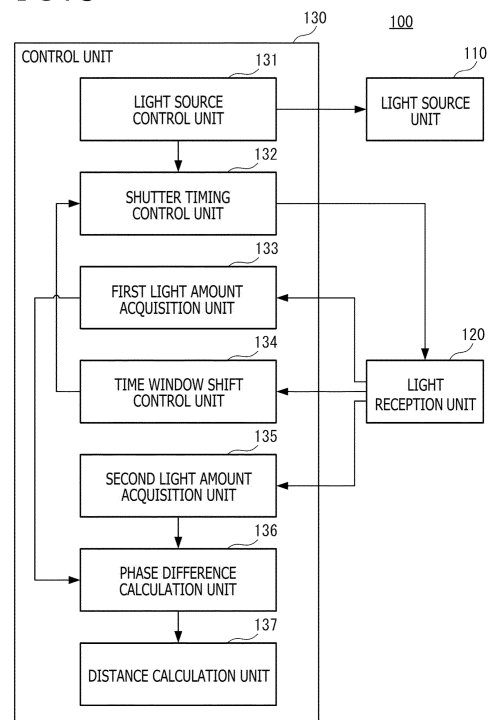 100
130
CONTROL UNIT
131
LIGHT SOURCE
CONTROL UNIT
110
LIGHT SOURCE
UNIT
132
SHUTTER TIMING
CONTROL UNIT
133
FIRST LIGHT AMOUNT
ACQUISITION UNIT
134
TIME WINDOW SHIFT
CONTROL UNIT
120
LIGHT
RECEPTION UNIT
135
SECOND LIGHT AMOUNT
ACQUISITION UNIT
136
PHASE DIFFERENCE
CALCULATION UNIT
137
DISTANCE CALCULATION UNIT